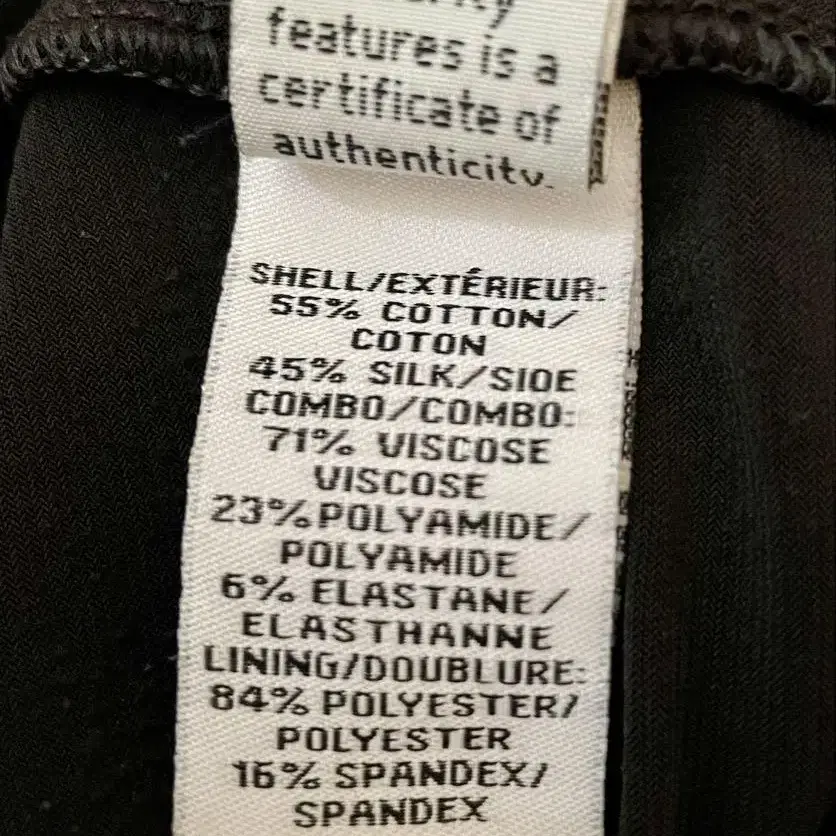 features is a
certificate of
authenticity.
SHELL/EXTÉRIEUR:
55% COTTON/
COTON
45% SILK/SIOE
COMBO/COMBO:
71% VISCOSE
VISCOSE
23%POLYAMIDE/
POLYAMIDE
6% ELASTANE/
ELASTHANNE
LINING/DOUBLURE:
84% POLYESTER/
POLYESTER
16% SPANDEX/
SPANDEX